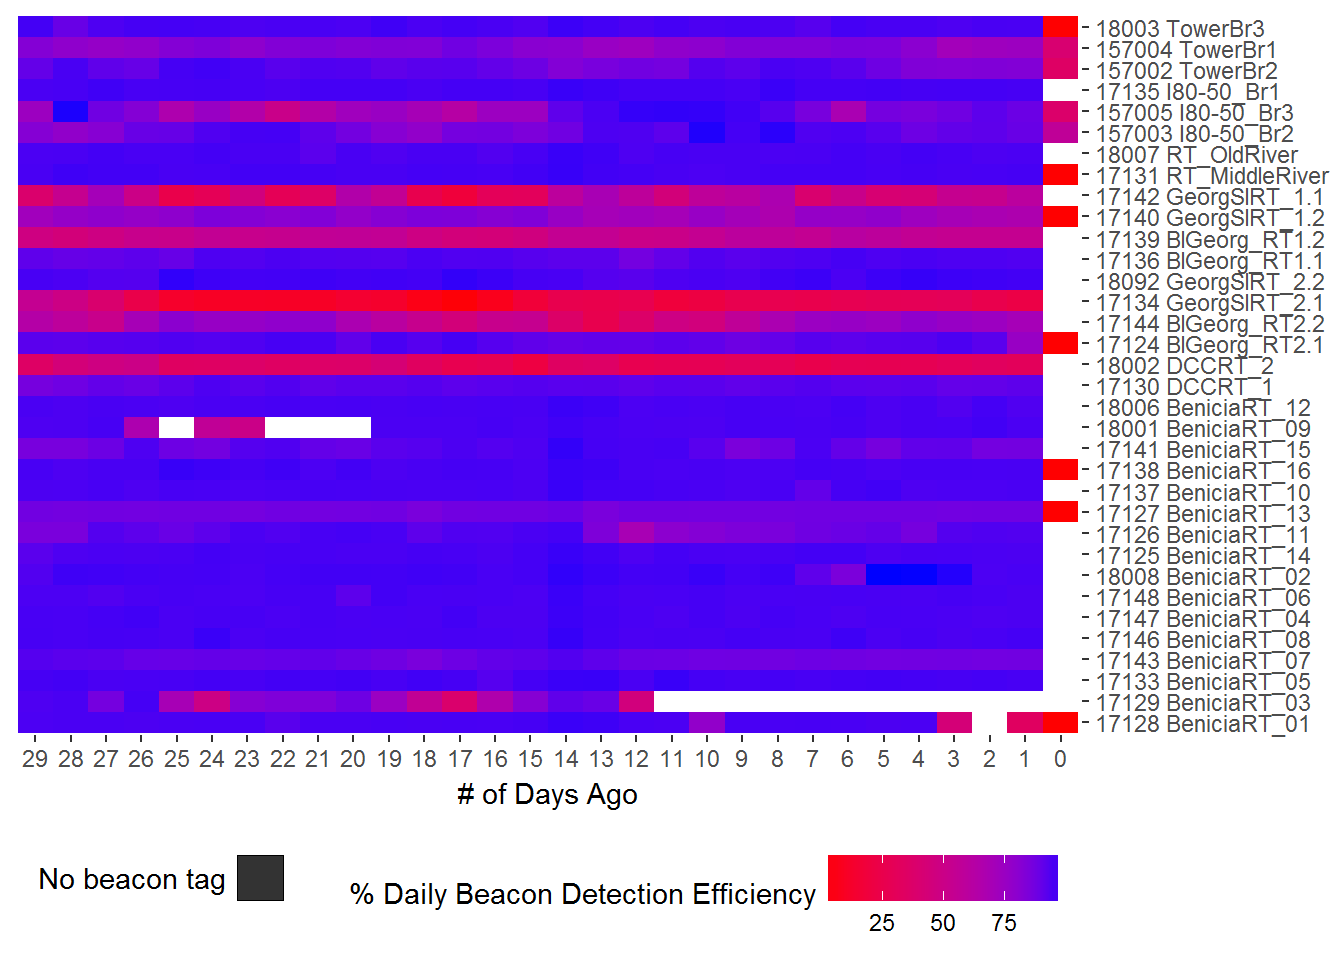 18003 TowerBr3
157004 TowerBr1
157002 TowerBr2
17135 I80-50_Br1
157005 I80-50_Br3
157003 I80-50_Br2
18007 RT_OldRiver
17131 RT_MiddleRiver
17142 GeorgSlRT_1.1
17140 GeorgSlRT_1.2
17139 BlGeorg_RT1.2
17136 BlGeorg_RT1.1
18092 GeorgSlRT_2.2
17134 GeorgSlRT_2.1
17144 BlGeorg_RT2.2
17124 BlGeorg_RT2.1
18002 DCCRT_2
17130 DCCRT_1
18006 BeniciaRT_12
18001 BeniciaRT_09
17141 BeniciaRT_15
17138 BeniciaRT_16
17137 BeniciaRT_10
17127 BeniciaRT_13
17126 BeniciaRT_11
17125 BeniciaRT_14
18008 BeniciaRT_02
17148 BeniciaRT_06
17147 BeniciaRT_04
17146 BeniciaRT_08
17143 BeniciaRT_07
17133 BeniciaRT_05
17129 BeniciaRT_03
17128 BeniciaRT_01
29 28 27 26 25 24 23 22 21 20 19 18 17 16 15 14 13 12 11 10 9 8 7 6 5 4 3 2 1 0
# of Days Ago
No beacon tag
% Daily Beacon Detection Efficiency
25 50 75